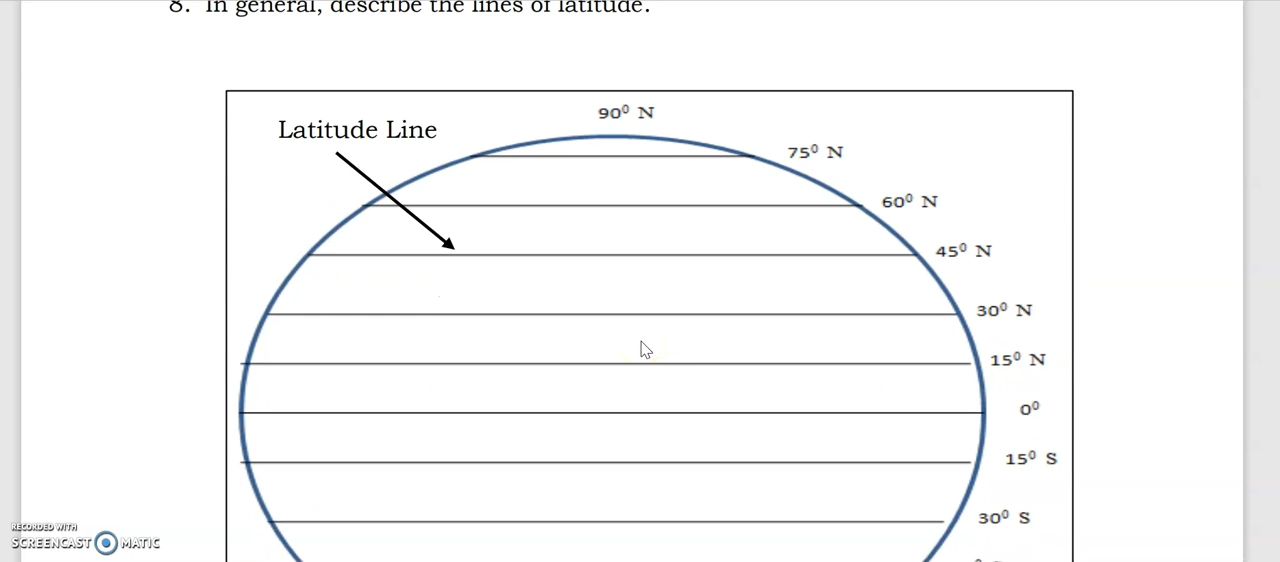 8. In general, describe the lines of latitude.
90⁰ N
Latitude Line
75⁰ N
60⁰ N
45⁰ N
30⁰ N
15⁰ N
0⁰
15⁰ S
30⁰ S
RECORDED WITH
SCREENCAST MATIC